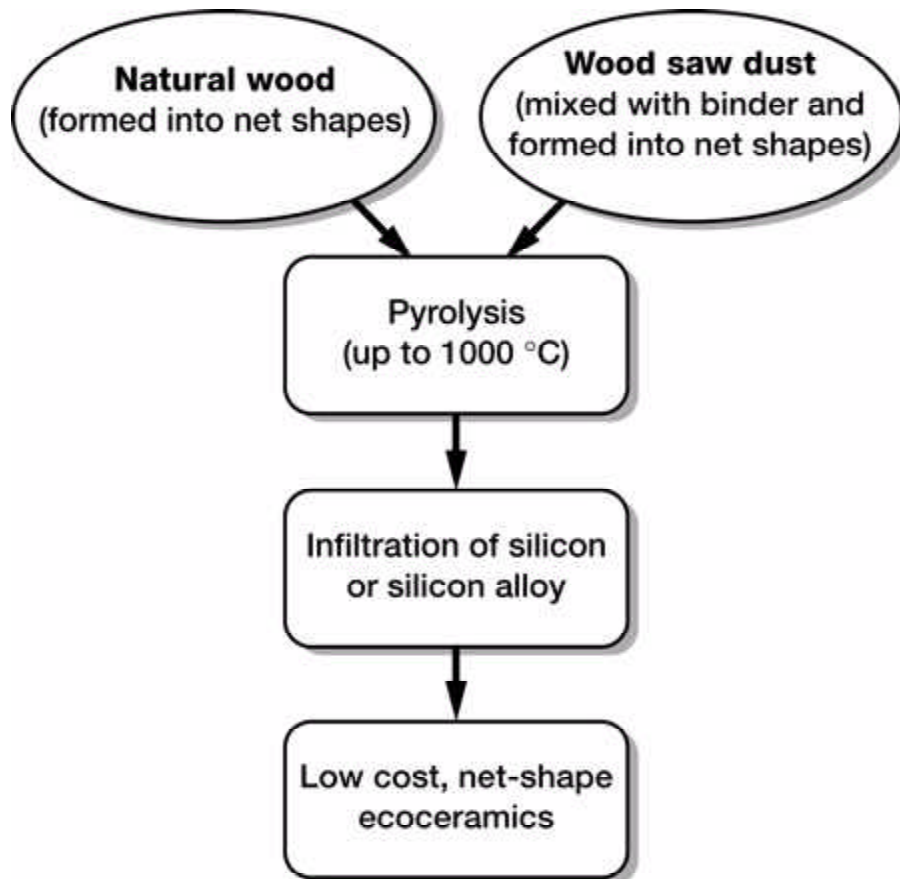 Natural wood
(formed into net shapes)
Wood saw dust
(mixed with binder and
formed into net shapes)
Pyrolysis
(up to 1000 °C)
Infiltration of silicon
or silicon alloy
Low cost, net-shape
ecoceramics